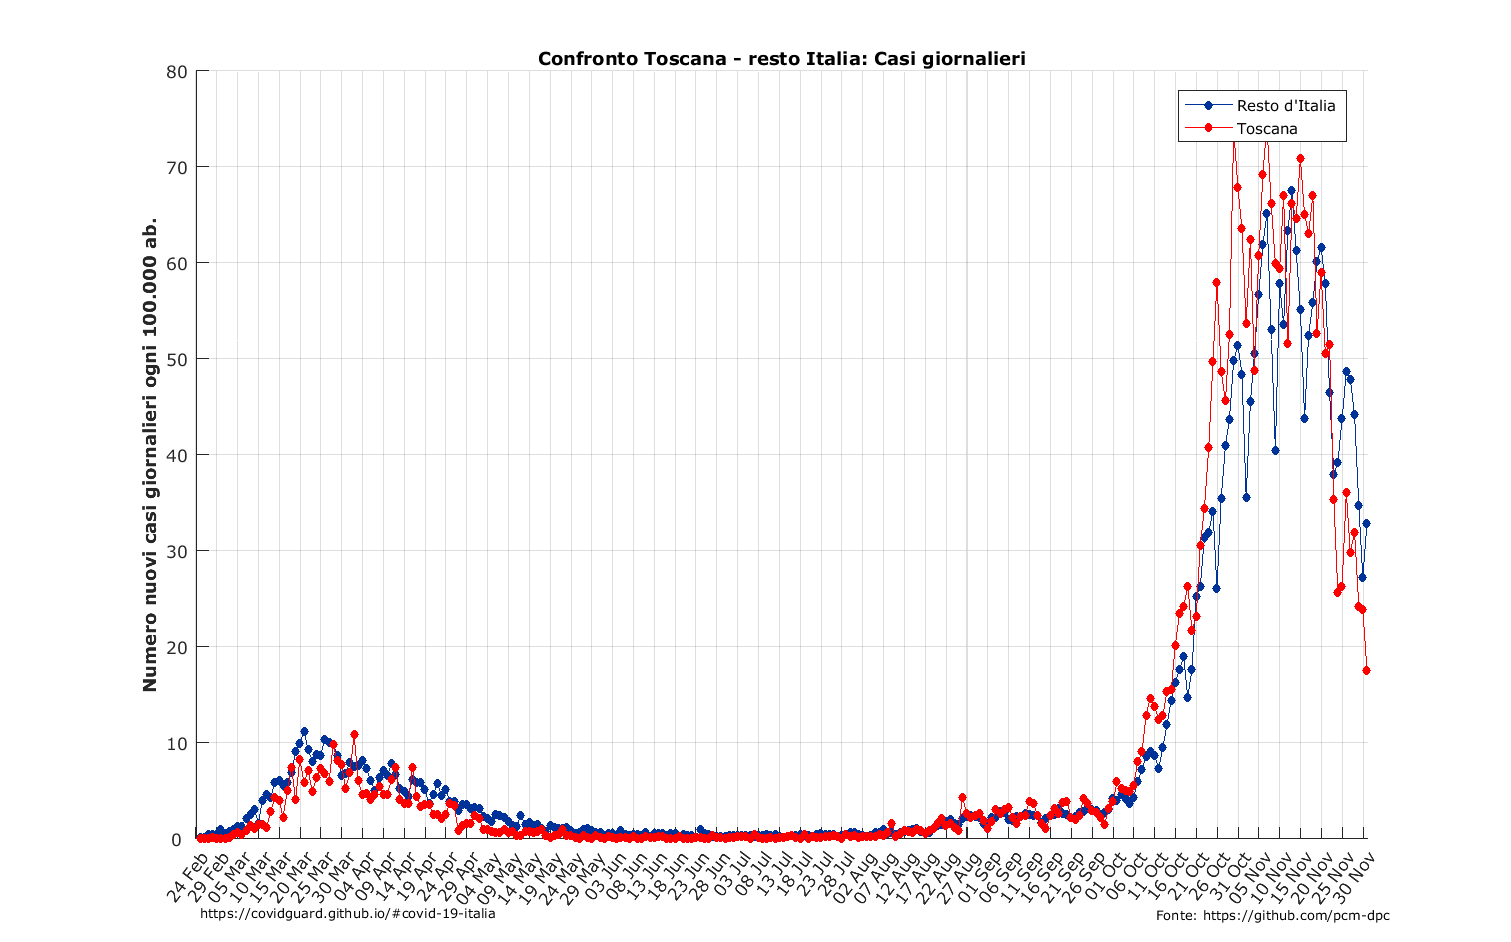 Confronto Toscana - resto Italia: Casi giornalieri
Resto d'Italia
Toscana
Numero nuovi casi giornalieri ogni 100.000 ab.
80
70
60
50
40
30
20
10
0
24 Feb
29 Feb
05 Mar
10 Mar
15 Mar
20 Mar
25 Mar
30 Mar
04 Apr
09 Apr
14 Apr
19 Apr
24 Apr
29 Apr
04 May
09 May
14 May
19 May
24 May
29 May
03 Jun
08 Jun
13 Jun
18 Jun
23 Jun
28 Jun
03 Jul
08 Jul
13 Jul
18 Jul
23 Jul
28 Jul
02 Aug
07 Aug
12 Aug
17 Aug
22 Aug
27 Aug
01 Sep
06 Sep
11 Sep
16 Sep
21 Sep
26 Sep
01 Oct
06 Oct
11 Oct
16 Oct
21 Oct
26 Oct
31 Oct
05 Nov
10 Nov
15 Nov
20 Nov
25 Nov
30 Nov
https://covidguard.github.io/#covid-19-italia
Fonte: https://github.com/pcm-dpc